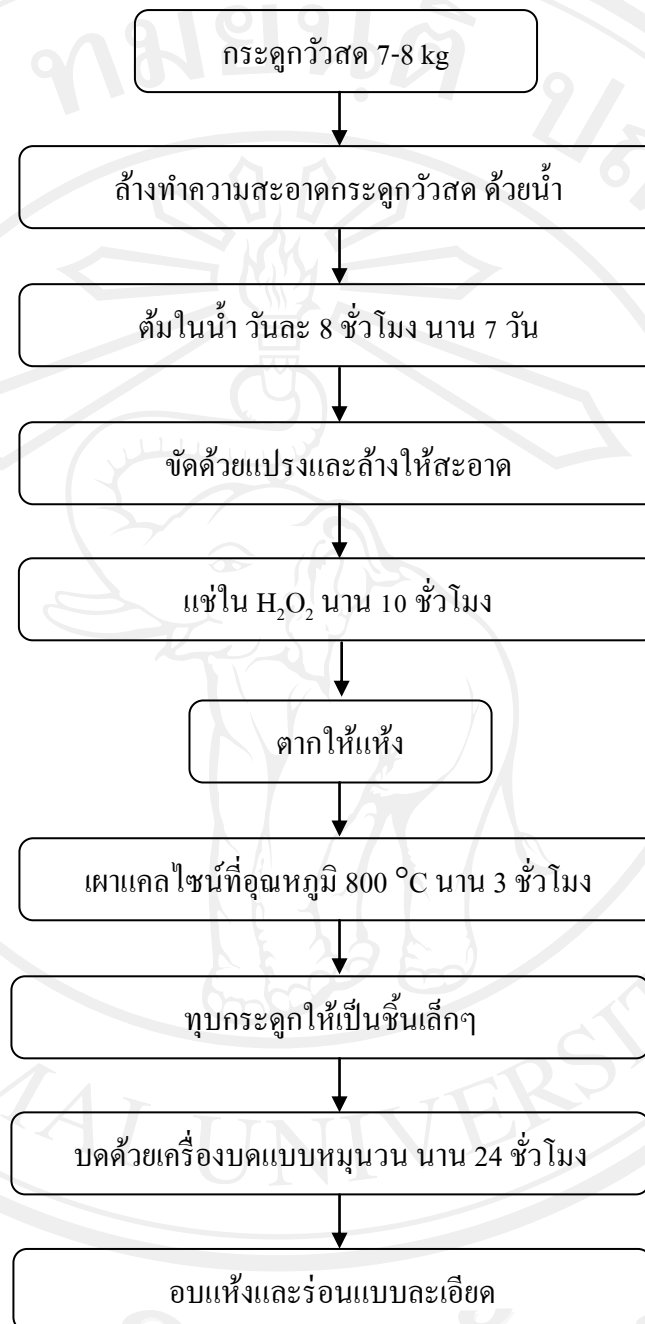 กระดูกวัวสด 7-8 kg
ล้างทำความสะอาดกระดูกวัวสด ด้วยน้ำ
ต้มในน้ำ วันละ 8 ชั่วโมง นาน 7 วัน
ขัดด้วยแปรงและล้างให้สะอาด
แช่ใน H₂O₂ นาน 10 ชั่วโมง
ตากให้แห้ง
เผาแคลไซน์ที่อุณหภูมิ 800 °C นาน 3 ชั่วโมง
ทุบกระดูกให้เป็นชิ้นเล็กๆ
บดด้วยเครื่องบดแบบหมุนวน นาน 24 ชั่วโมง
อบแห้งและร่อนแบบละเอียด